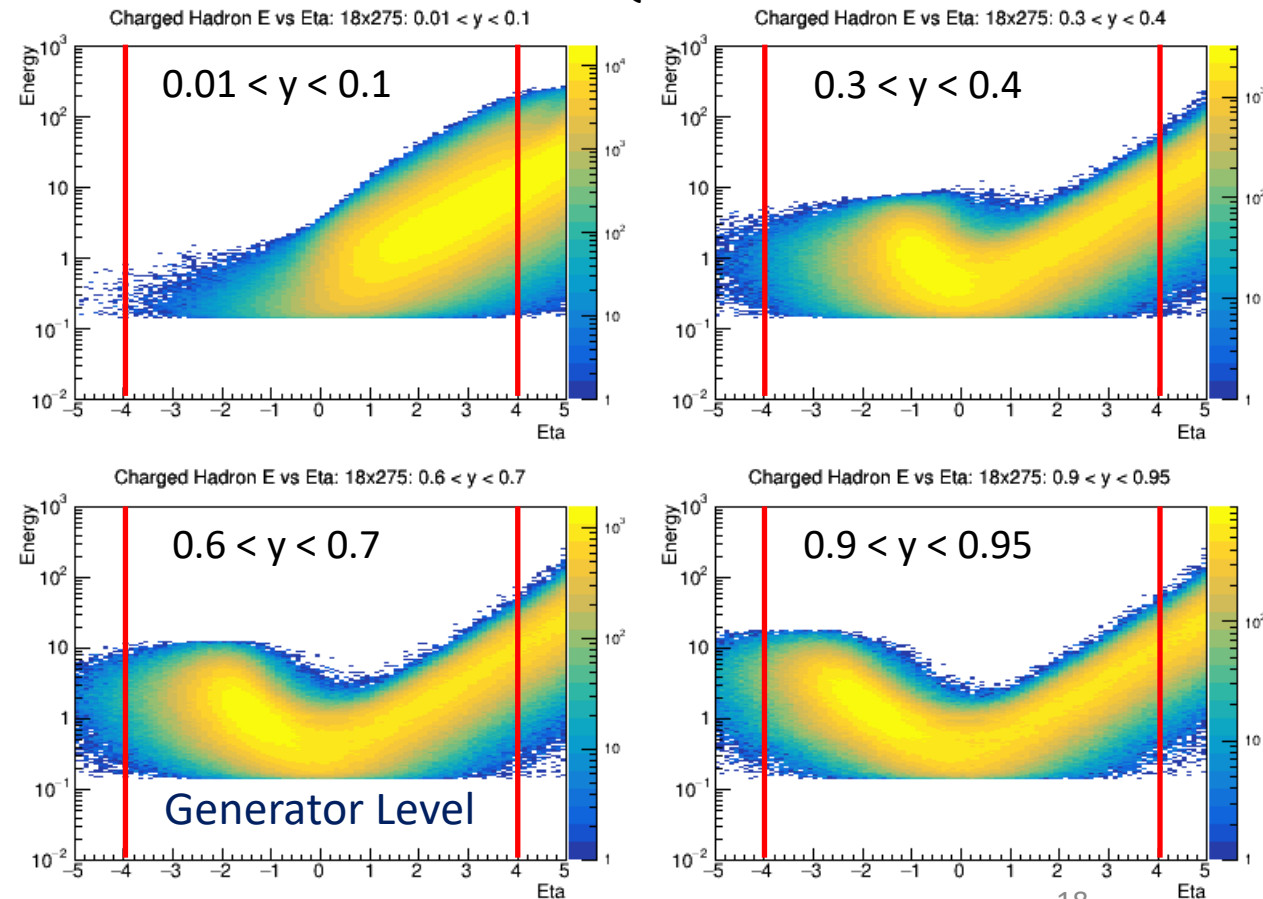 Charged Hadron E vs Eta: 18x275: 0.01 < y < 0.1
Energy
10³
10²
10
1
10⁻¹
10⁻²
0.01 < y < 0.1
10⁴
10³
10²
10
1
−5 −4 −3 −2 −1 0 1 2 3 4 5
Eta
Charged Hadron E vs Eta: 18x275: 0.3 < y < 0.4
Energy
10³
10²
10
1
10⁻¹
10⁻²
0.3 < y < 0.4
10³
10²
10
1
−5 −4 −3 −2 −1 0 1 2 3 4 5
Eta
Charged Hadron E vs Eta: 18x275: 0.6 < y < 0.7
Energy
10³
10²
10
1
10⁻¹
10⁻²
0.6 < y < 0.7
Generator Level
10³
10²
10
1
−5 −4 −3 −2 −1 0 1 2 3 4 5
Eta
Charged Hadron E vs Eta: 18x275: 0.9 < y < 0.95
Energy
10³
10²
10
1
10⁻¹
10⁻²
0.9 < y < 0.95
10²
10
1
−5 −4 −3 −2 −1 0 1 2 3 4 5
Eta